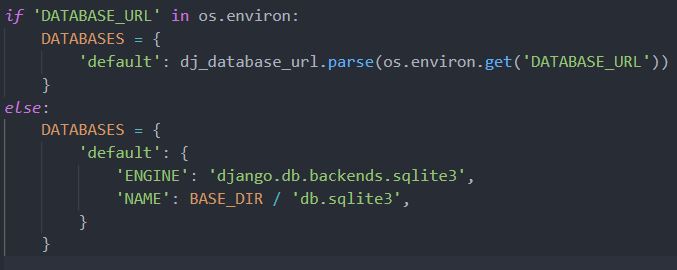 if 'DATABASE_URL' in os.environ:
    DATABASES = {
        'default': dj_database_url.parse(os.environ.get('DATABASE_URL'))
    }
else:
    DATABASES = {
        'default': {
            'ENGINE': 'django.db.backends.sqlite3',
            'NAME': BASE_DIR / 'db.sqlite3',
        }
    }